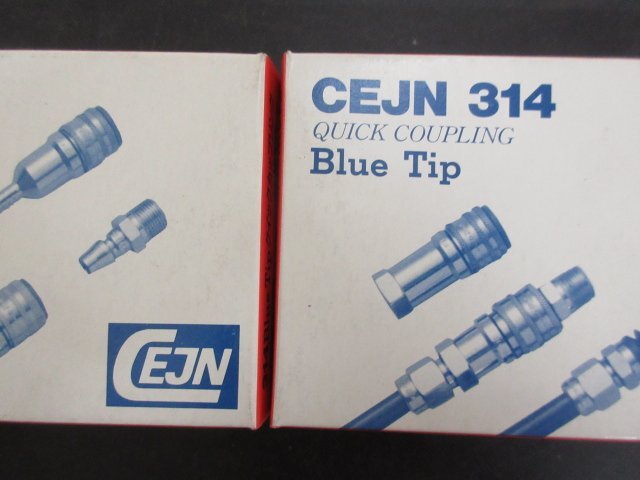 CEJN 314
QUICK COUPLING
Blue Tip
CEJN